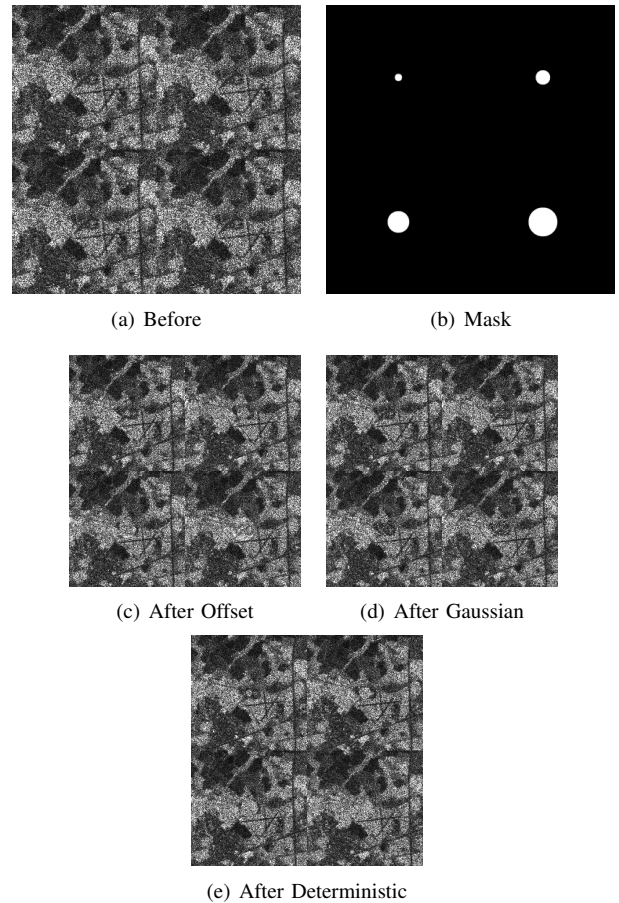 (a) Before
(b) Mask
(c) After Offset
(d) After Gaussian
(e) After Deterministic